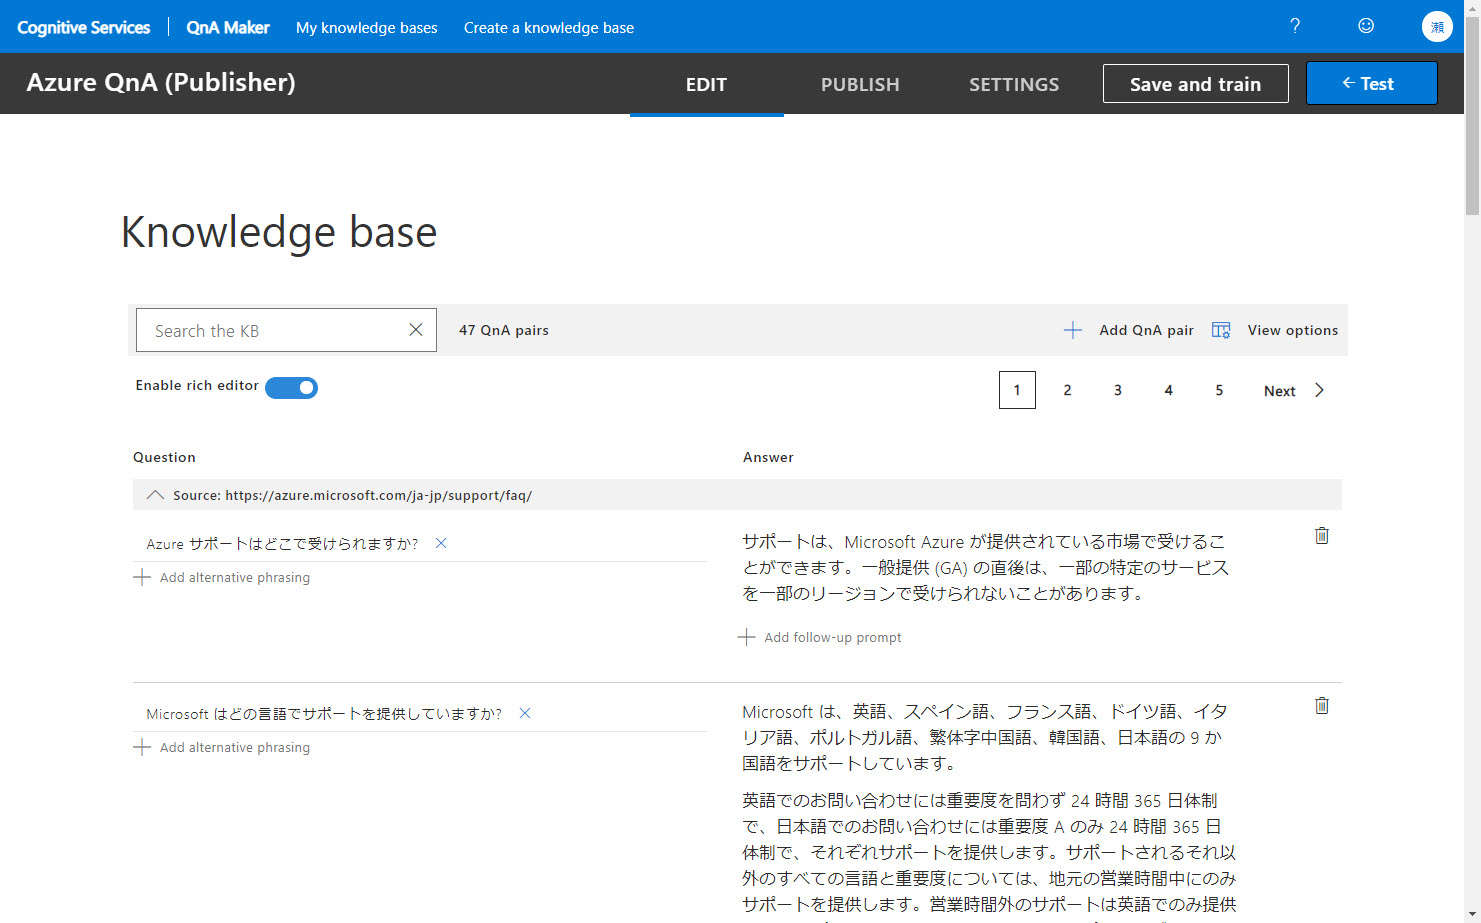 Cognitive Services | QnA Maker My knowledge bases Create a knowledge base ? 瀬
Azure QnA (Publisher) EDIT PUBLISH SETTINGS Save and train ← Test
Knowledge base
Search the KB 47 QnA pairs Add QnA pair View options
Enable rich editor 1 2 3 4 5 Next
Question Answer
Source: https://azure.microsoft.com/ja-jp/support/faq/
Azure サポートはどこで受けられますか?
Add alternative phrasing
サポートは、Microsoft Azure が提供されている市場で受けるこ
とができます。一般提供 (GA) の直後は、一部の特定のサービス
を一部のリージョンで受けられないことがあります。
Add follow-up prompt
Microsoft はどの言語でサポートを提供していますか?
Add alternative phrasing
Microsoft は、英語、スペイン語、フランス語、ドイツ語、イタ
リア語、ポルトガル語、繁体字中国語、韓国語、日本語の 9 か
国語をサポートしています。
英語でのお問い合わせには重要度を問わず 24 時間 365 日体制
で、日本語でのお問い合わせには重要度 A のみ 24 時間 365 日
体制で、それぞれサポートを提供します。サポートされるそれ以
外のすべての言語と重要度については、地元の営業時間中にのみ
サポートを提供します。営業時間外のサポートは英語でのみ提供